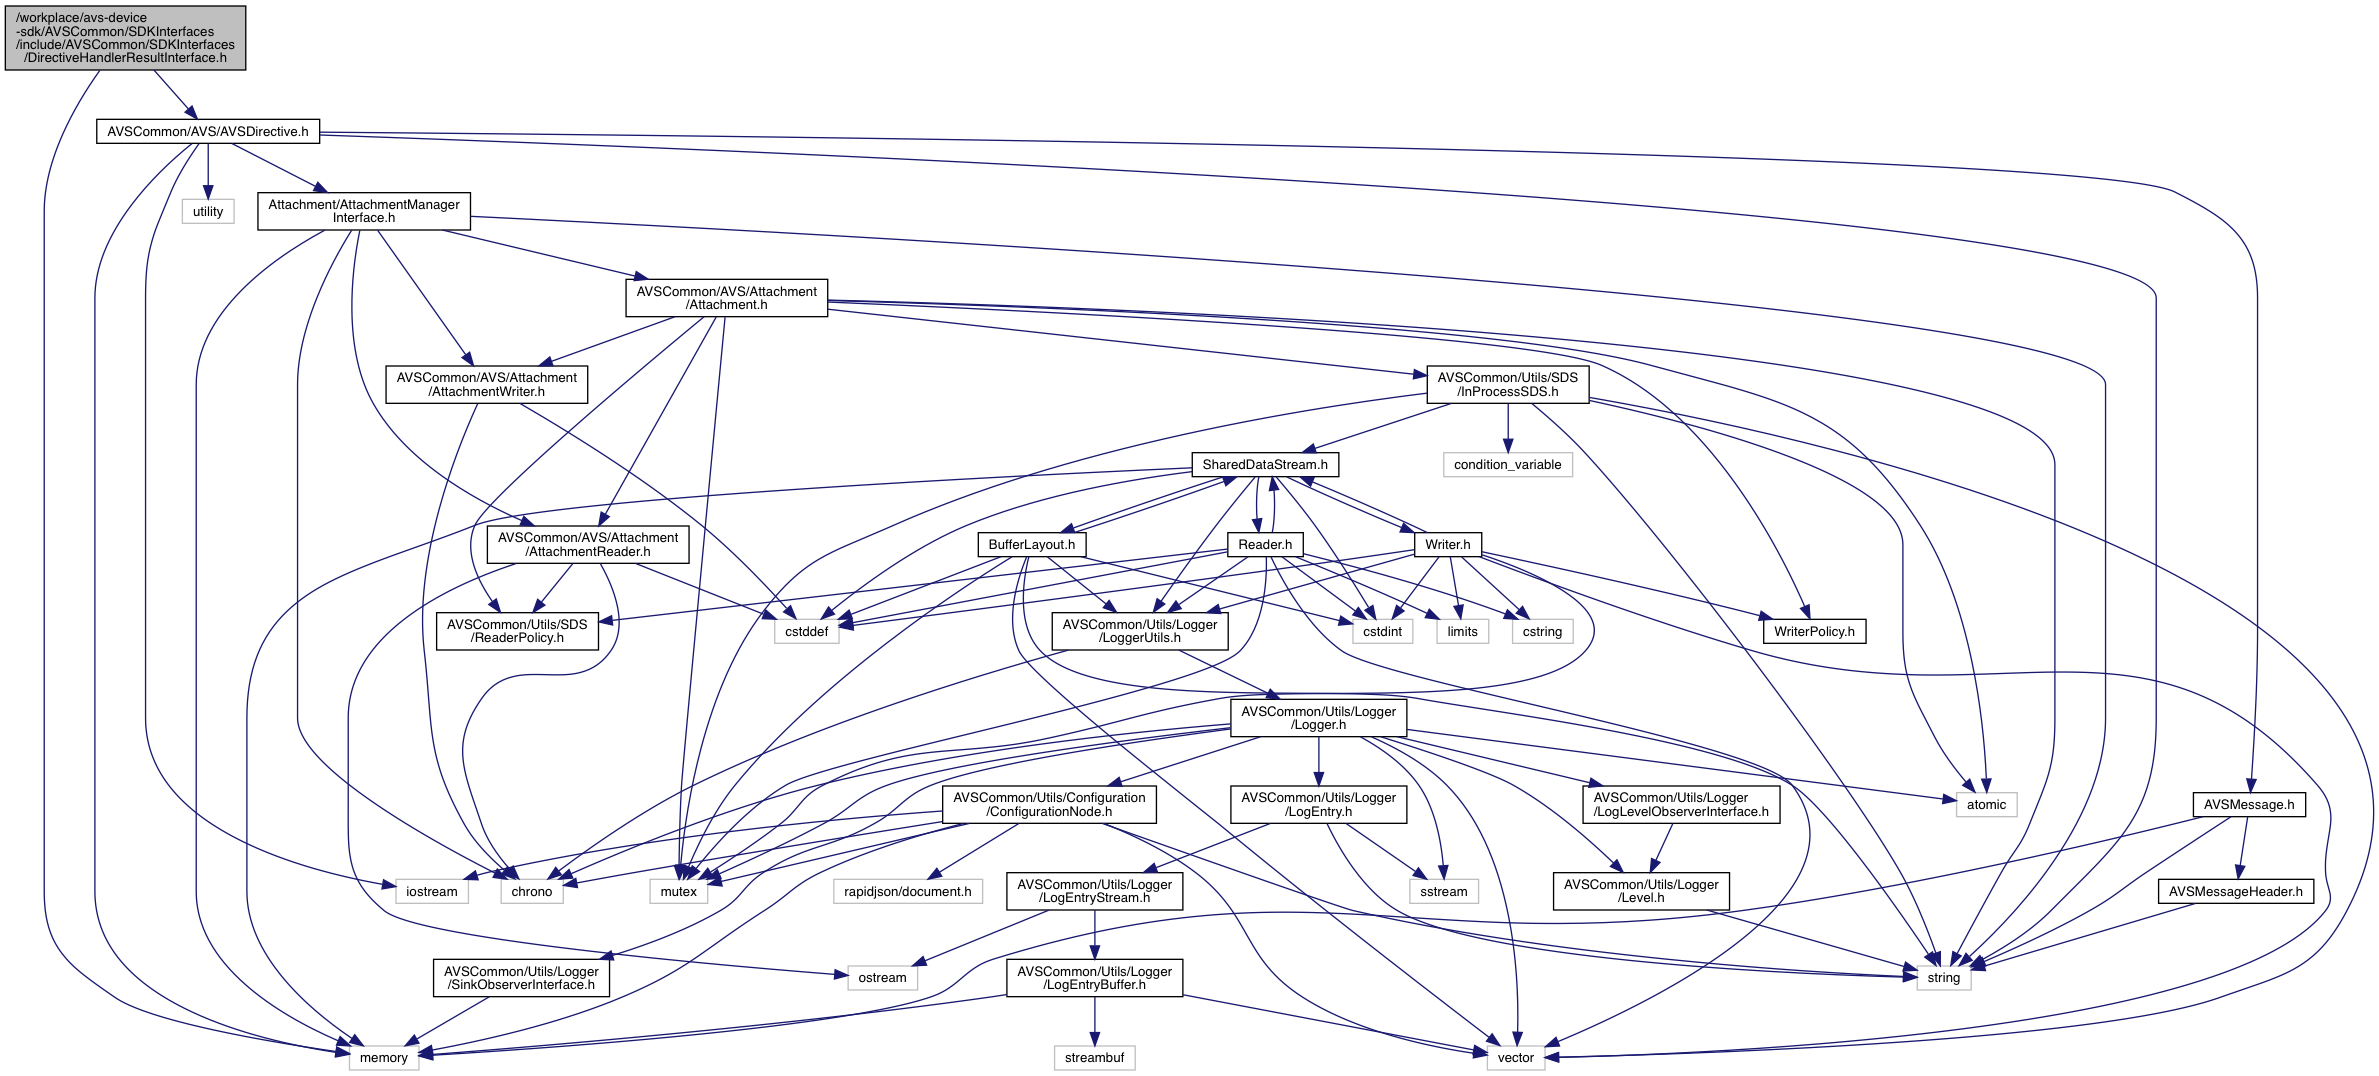 /workplace/avs-device
-sdk/AVSCommon/SDKInterfaces
/include/AVSCommon/SDKInterfaces
/DirectiveHandlerResultInterface.h
AVSCommon/AVS/AVSDirective.h
utility
Attachment/AttachmentManager
Interface.h
AVSCommon/AVS/Attachment
/Attachment.h
AVSCommon/AVS/Attachment
/AttachmentWriter.h
AVSCommon/Utils/SDS
/InProcessSDS.h
SharedDataStream.h
condition_variable
AVSCommon/AVS/Attachment
/AttachmentReader.h
BufferLayout.h
Reader.h
Writer.h
AVSCommon/Utils/SDS
/ReaderPolicy.h
cstddef
AVSCommon/Utils/Logger
/LoggerUtils.h
cstdint
limits
cstring
WriterPolicy.h
AVSCommon/Utils/Logger
/Logger.h
AVSCommon/Utils/Configuration
/ConfigurationNode.h
AVSCommon/Utils/Logger
/LogEntry.h
AVSCommon/Utils/Logger
/LogLevelObserverInterface.h
atomic
AVSMessage.h
iostream
chrono
mutex
rapidjson/document.h
AVSCommon/Utils/Logger
/LogEntryStream.h
sstream
AVSCommon/Utils/Logger
/Level.h
AVSMessageHeader.h
AVSCommon/Utils/Logger
/SinkObserverInterface.h
ostream
AVSCommon/Utils/Logger
/LogEntryBuffer.h
string
memory
streambuf
vector